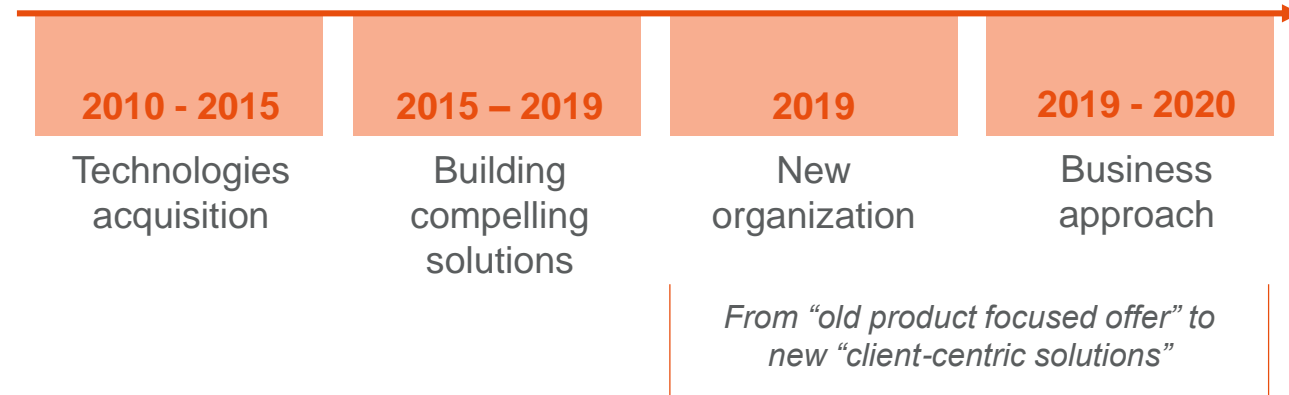 2010 - 2015
Technologies
acquisition
2015 – 2019
Building
compelling
solutions
2019
New
organization
2019 - 2020
Business
approach
From “old product focused offer” to
new “client-centric solutions”